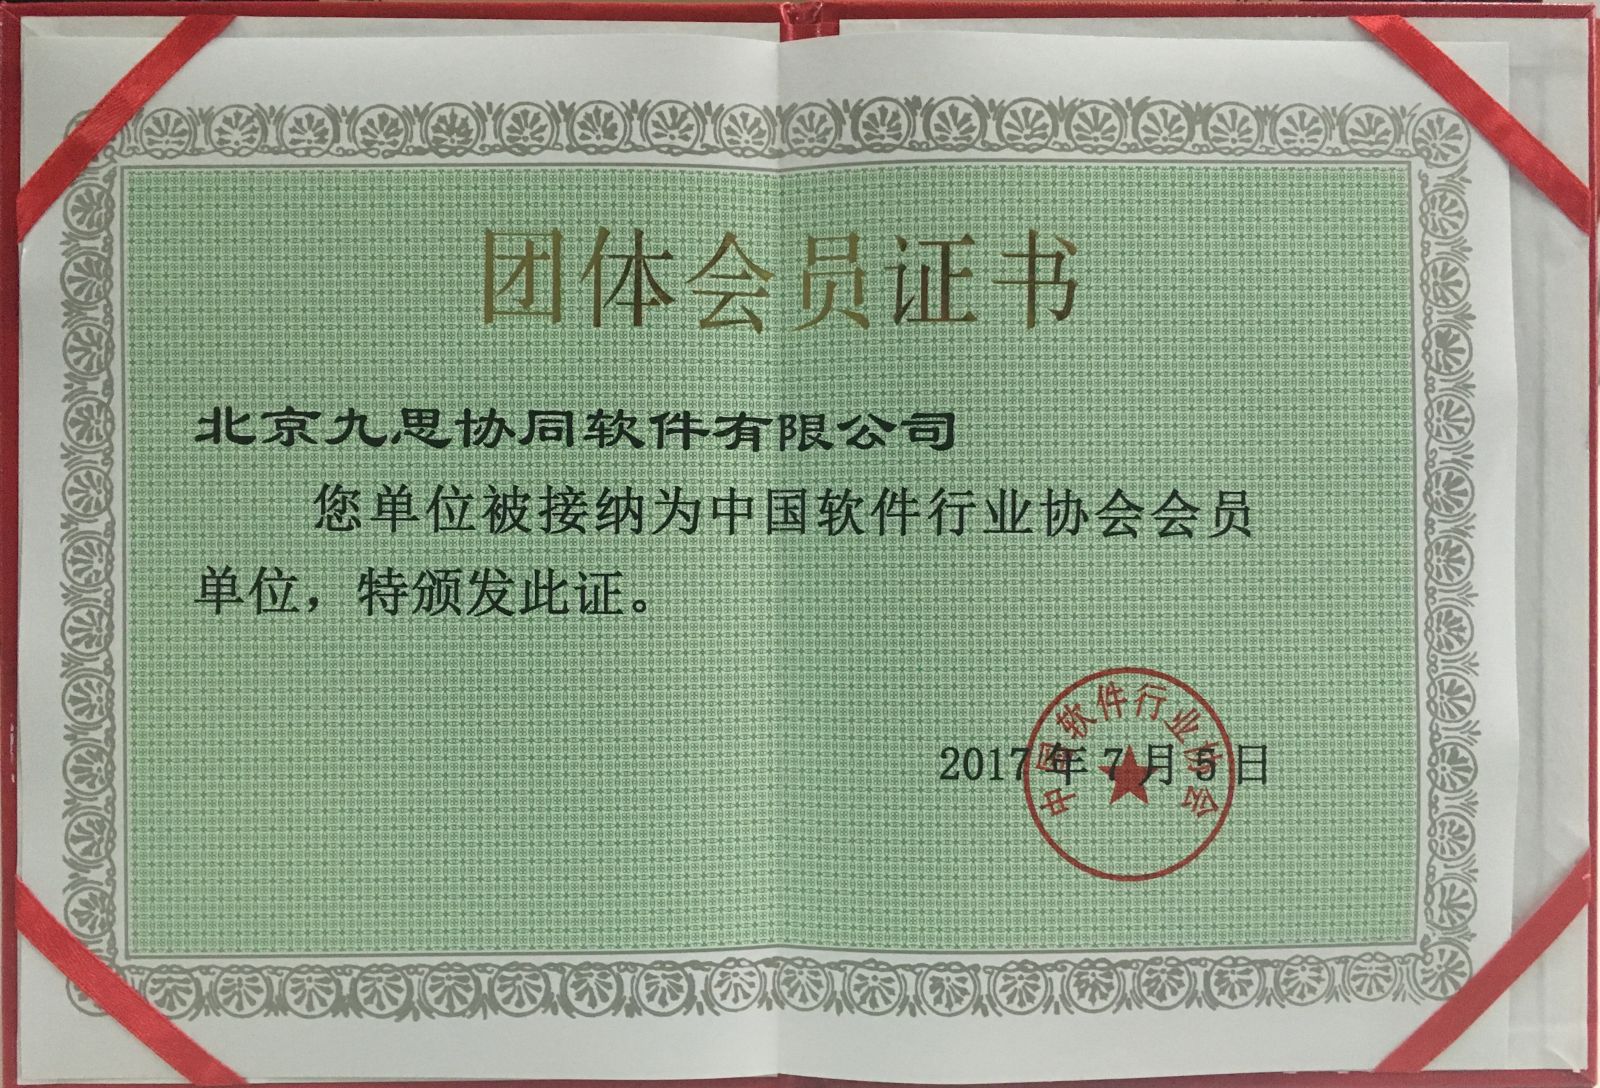 团体会员证书
北京九思协同软件有限公司
您单位被接纳为中国软件行业协会会员
单位，特颁发此证。
中国软件行业协会
2017年7月5日